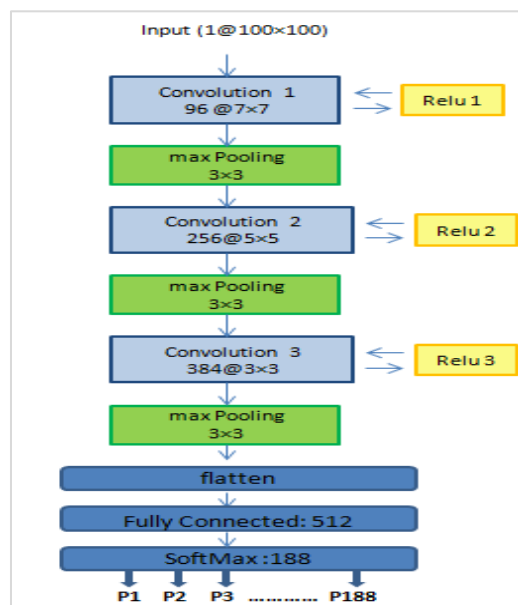 Input (1@100×100)
Convolution 1
96 @7×7
Relu 1
max Pooling
3×3
Convolution 2
256@5×5
Relu 2
max Pooling
3×3
Convolution 3
384@3×3
Relu 3
max Pooling
3×3
flatten
Fully Connected: 512
SoftMax :188
P1 P2 P3 ............ P188